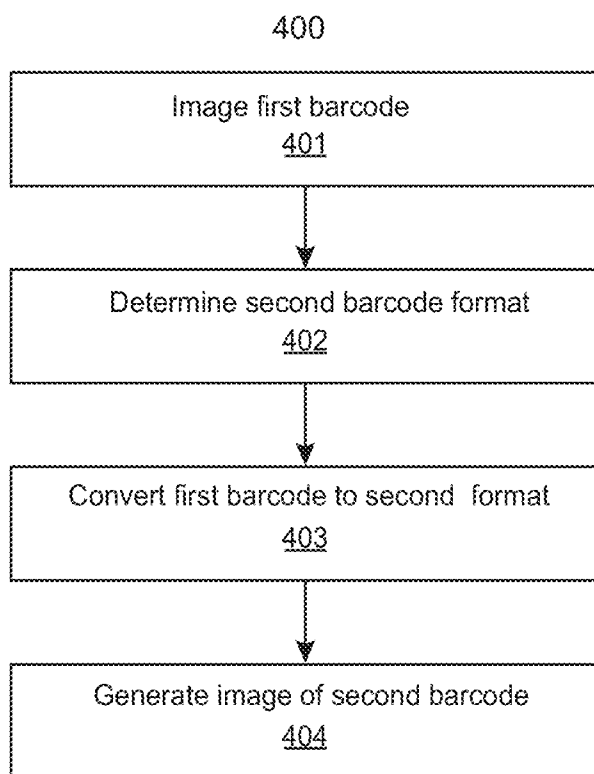 400
Image first barcode
401
Determine second barcode format
402
Convert first barcode to second format
403
Generate image of second barcode
404